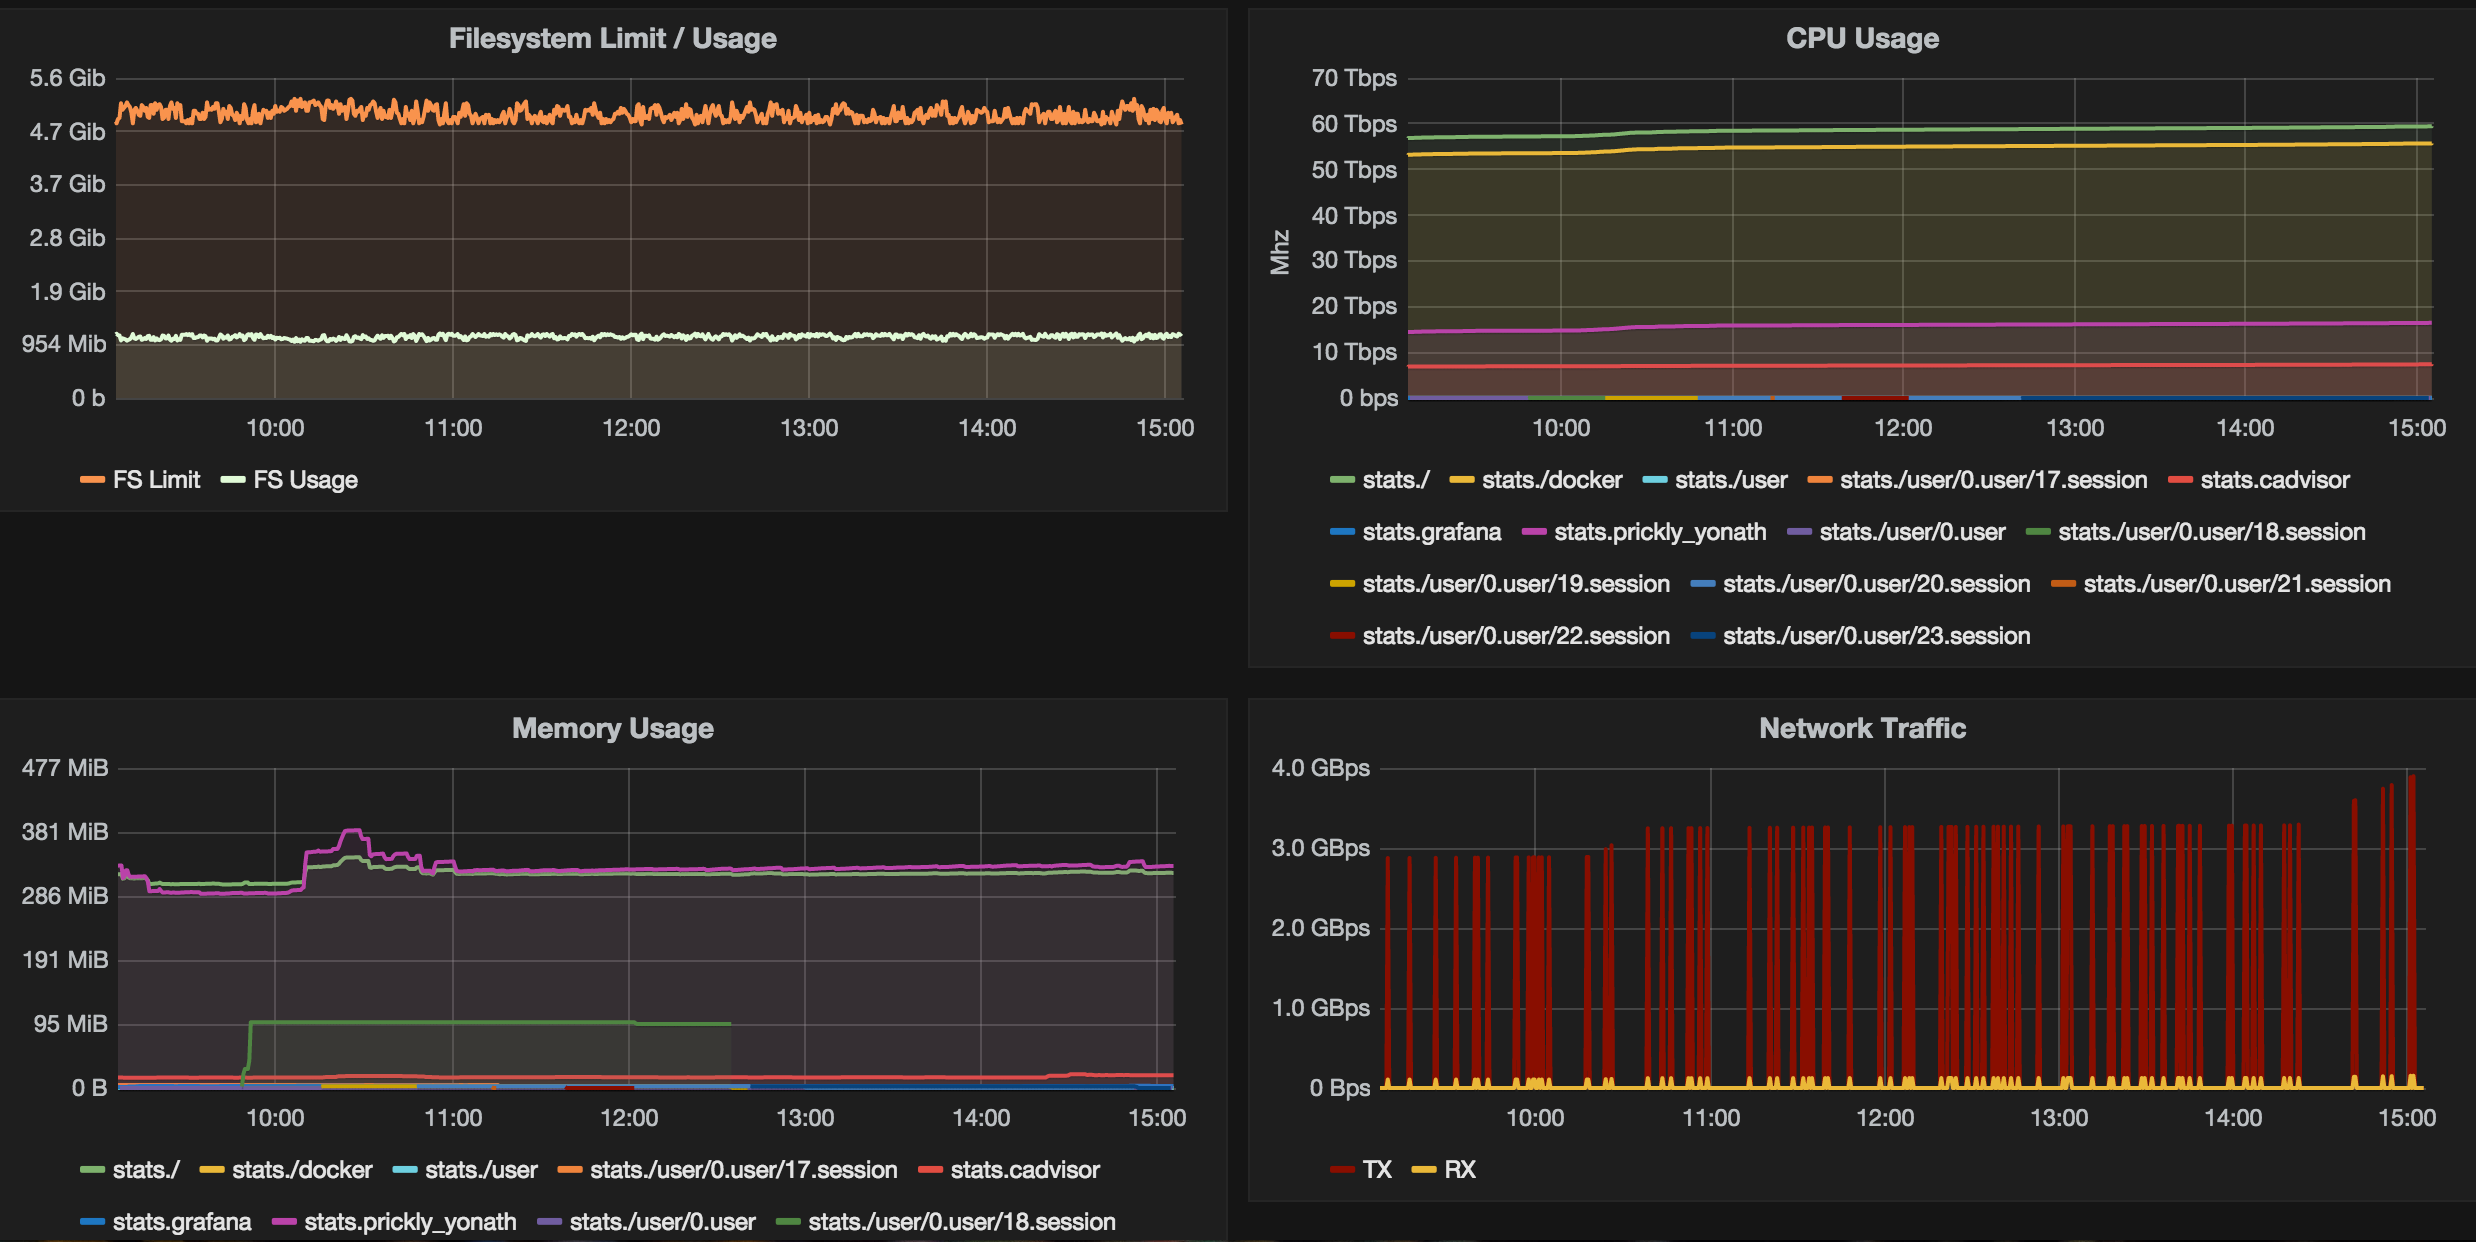 Filesystem Limit / Usage
5.6 Gib
4.7 Gib
3.7 Gib
2.8 Gib
1.9 Gib
954 Mib
0 b
10:00 11:00 12:00 13:00 14:00 15:00
FS Limit FS Usage
CPU Usage
Mhz
70 Tbps
60 Tbps
50 Tbps
40 Tbps
30 Tbps
20 Tbps
10 Tbps
0 bps
10:00 11:00 12:00 13:00 14:00 15:00
stats./ stats./docker stats./user stats./user/0.user/17.session stats.cadvisor
stats.grafana stats.prickly_yonath stats./user/0.user stats./user/0.user/18.session
stats./user/0.user/19.session stats./user/0.user/20.session stats./user/0.user/21.session
stats./user/0.user/22.session stats./user/0.user/23.session
Memory Usage
477 MiB
381 MiB
286 MiB
191 MiB
95 MiB
0 B
10:00 11:00 12:00 13:00 14:00 15:00
stats./ stats./docker stats./user stats./user/0.user/17.session stats.cadvisor
stats.grafana stats.prickly_yonath stats./user/0.user stats./user/0.user/18.session
Network Traffic
4.0 GBps
3.0 GBps
2.0 GBps
1.0 GBps
0 Bps
10:00 11:00 12:00 13:00 14:00 15:00
TX RX